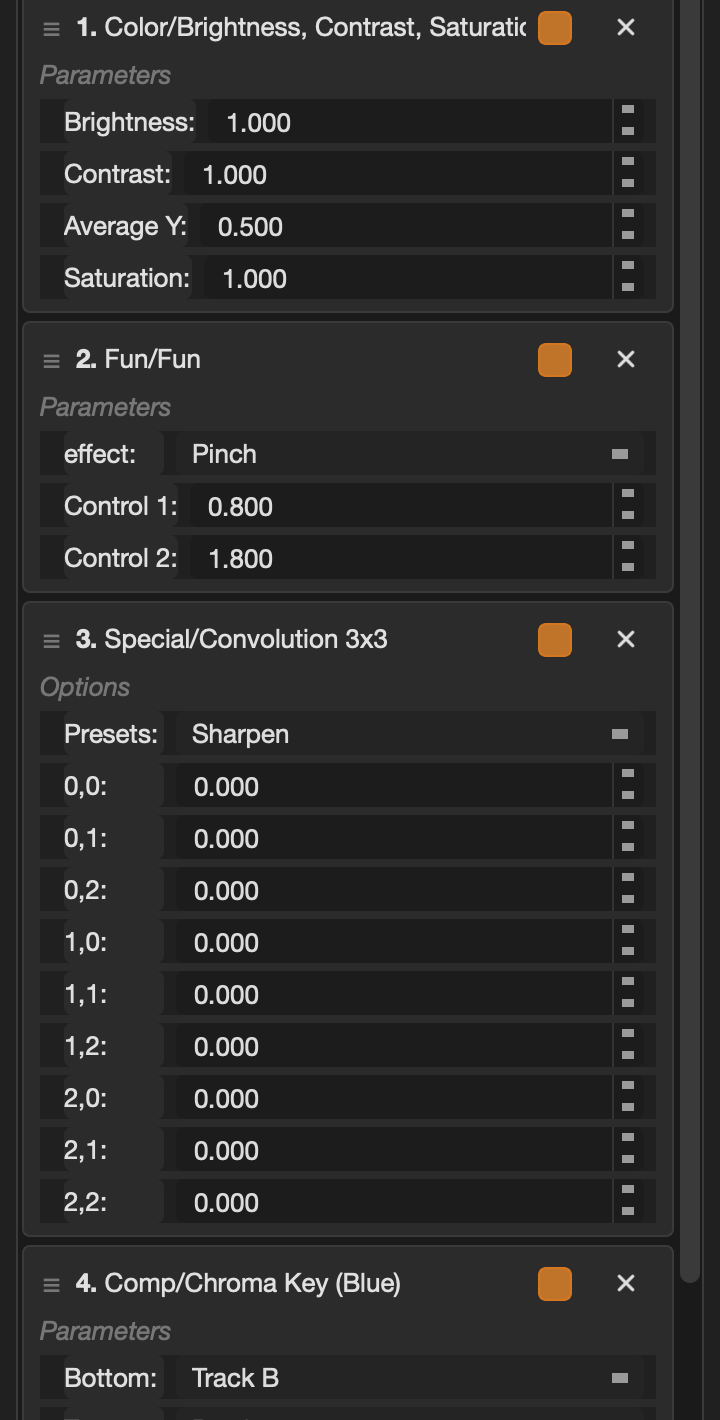 1. Color/Brightness, Contrast, Saturatic
Parameters
Brightness: 1.000
Contrast: 1.000
Average Y: 0.500
Saturation: 1.000
2. Fun/Fun
Parameters
effect: Pinch
Control 1: 0.800
Control 2: 1.800
3. Special/Convolution 3x3
Options
Presets: Sharpen
0,0: 0.000
0,1: 0.000
0,2: 0.000
1,0: 0.000
1,1: 0.000
1,2: 0.000
2,0: 0.000
2,1: 0.000
2,2: 0.000
4. Comp/Chroma Key (Blue)
Parameters
Bottom: Track B